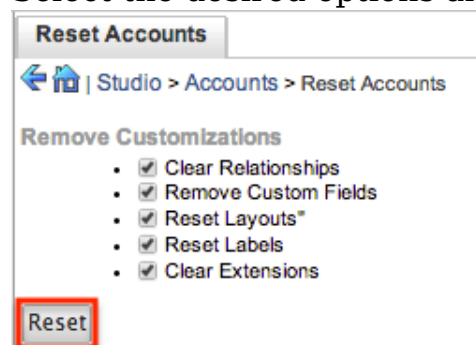 Select the desired options an
Reset Accounts
| Studio > Accounts > Reset Accounts
Remove Customizations
• Clear Relationships
• Remove Custom Fields
• Reset Layouts*
• Reset Labels
• Clear Extensions
Reset